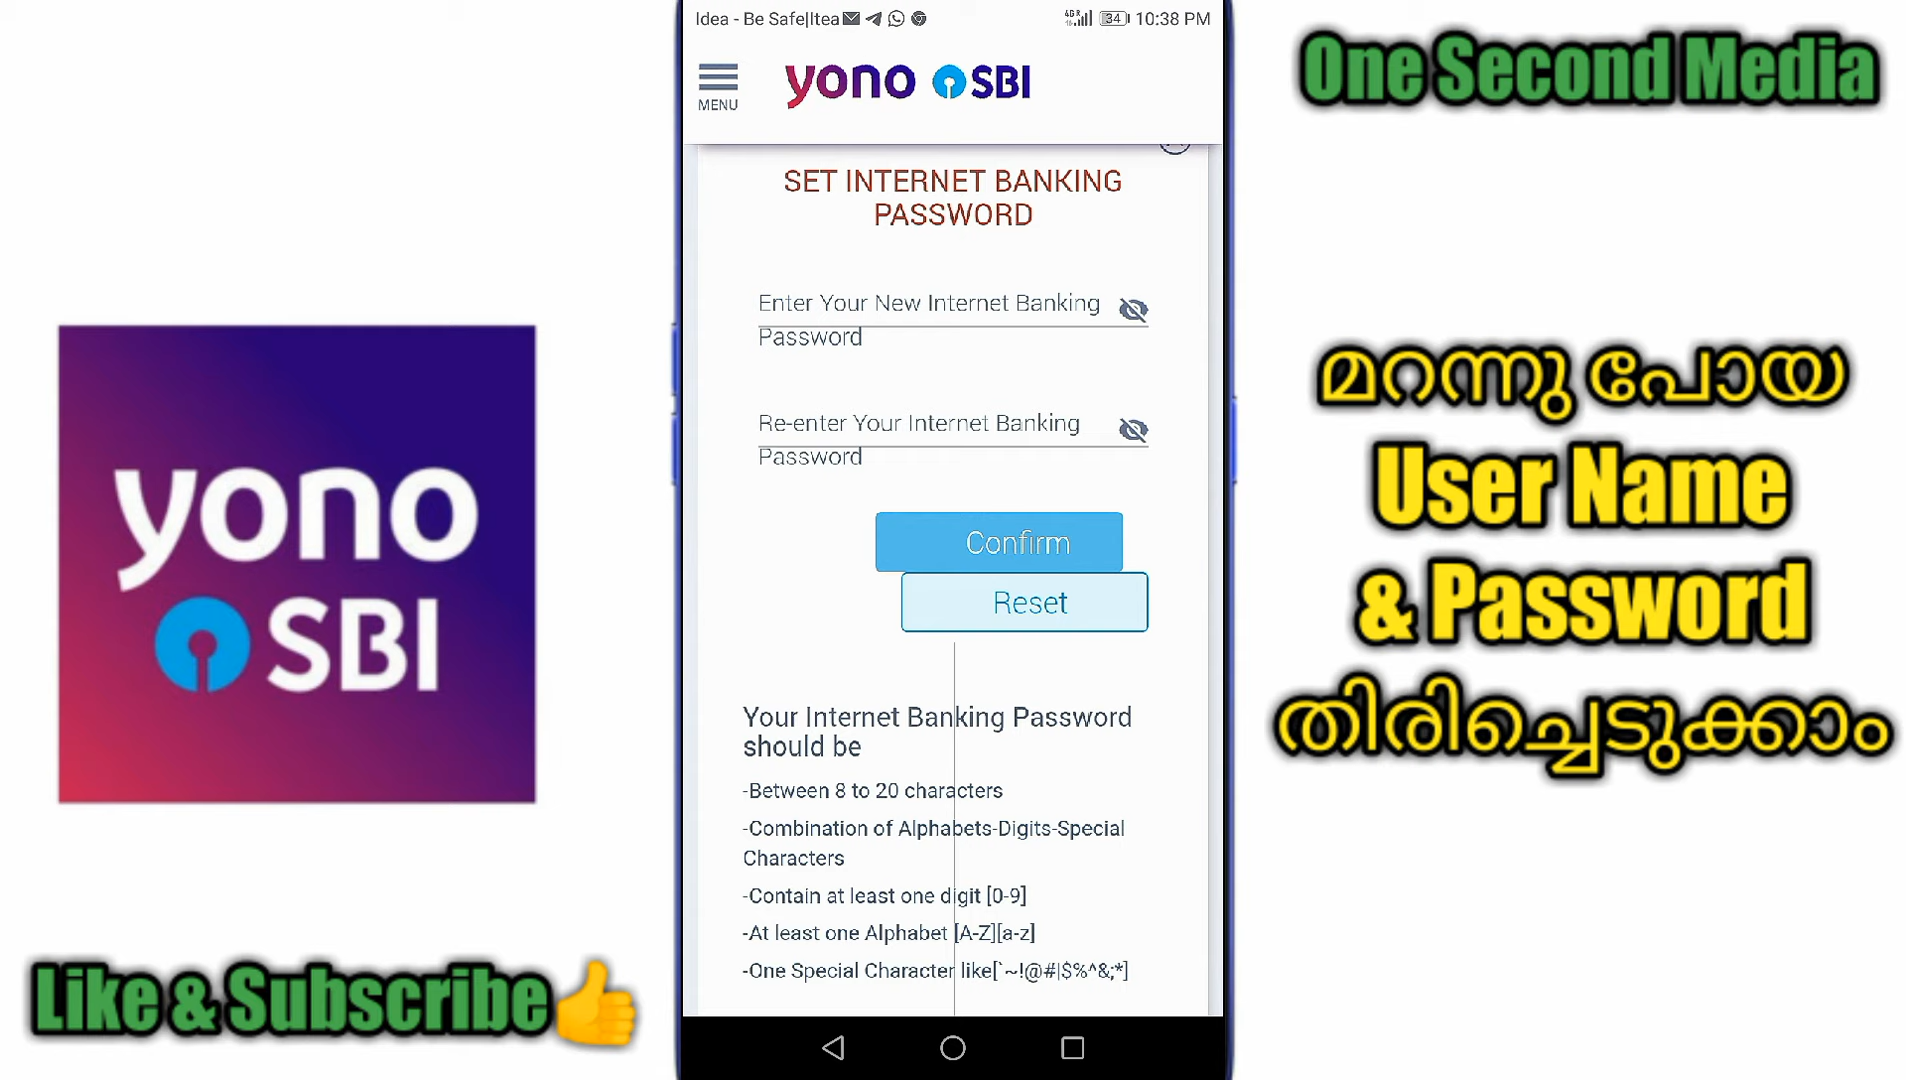 Idea - Be Safe|Itea 34 10:38 PM
MENU
yono SBI
SET INTERNET BANKING
PASSWORD
Enter Your New Internet Banking
Password
Re-enter Your Internet Banking
Password
Confirm
Reset
Your Internet Banking Password
should be
-Between 8 to 20 characters
-Combination of Alphabets-Digits-Special
Characters
-Contain at least one digit [0-9]
-At least one Alphabet [A-Z][a-z]
-One Special Character like[`~!@#|$%^&;*]
yono
SBI
Like & Subscribe
One Second Media
മറന്നു പോയ
User Name
& Password
തിരിച്ചെടുക്കാം